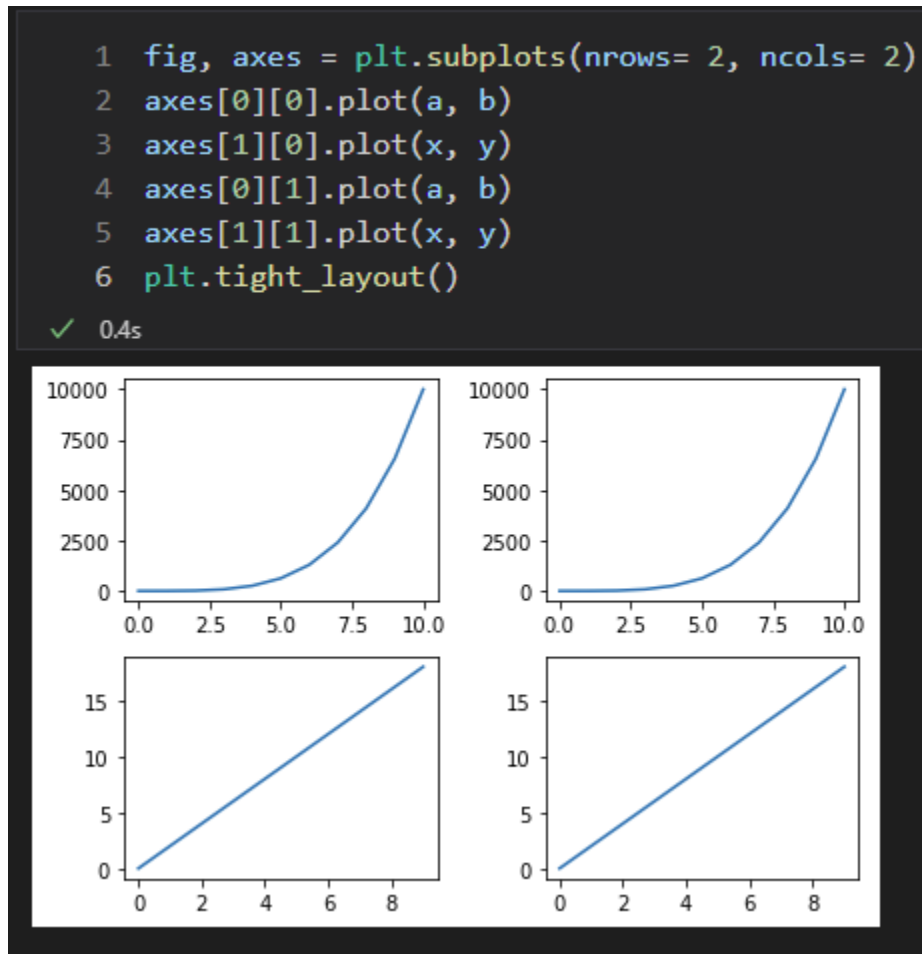 1 fig, axes = plt.subplots(nrows= 2, ncols= 2)
2 axes[0][0].plot(a, b)
3 axes[1][0].plot(x, y)
4 axes[0][1].plot(a, b)
5 axes[1][1].plot(x, y)
6 plt.tight_layout()
✓ 0.4s
10000 10000
7500 7500
5000 5000
2500 2500
0 0
0.0 2.5 5.0 7.5 10.0 0.0 2.5 5.0 7.5 10.0
15 15
10 10
5 5
0 0
0 2 4 6 8 0 2 4 6 8